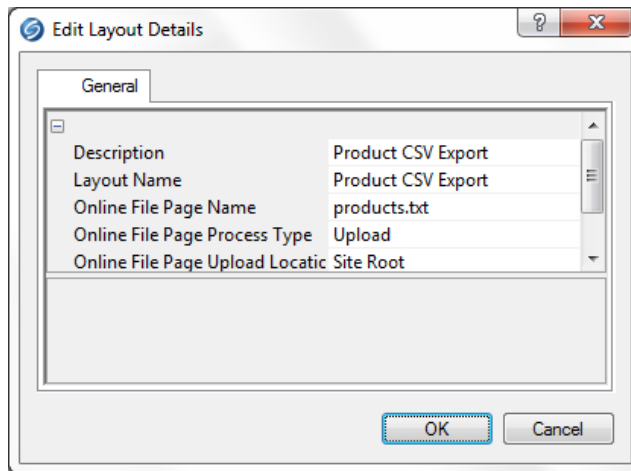 Edit Layout Details
?
General
Description Product CSV Export
Layout Name Product CSV Export
Online File Page Name products.txt
Online File Page Process Type Upload
Online File Page Upload Locatic Site Root
OK Cancel